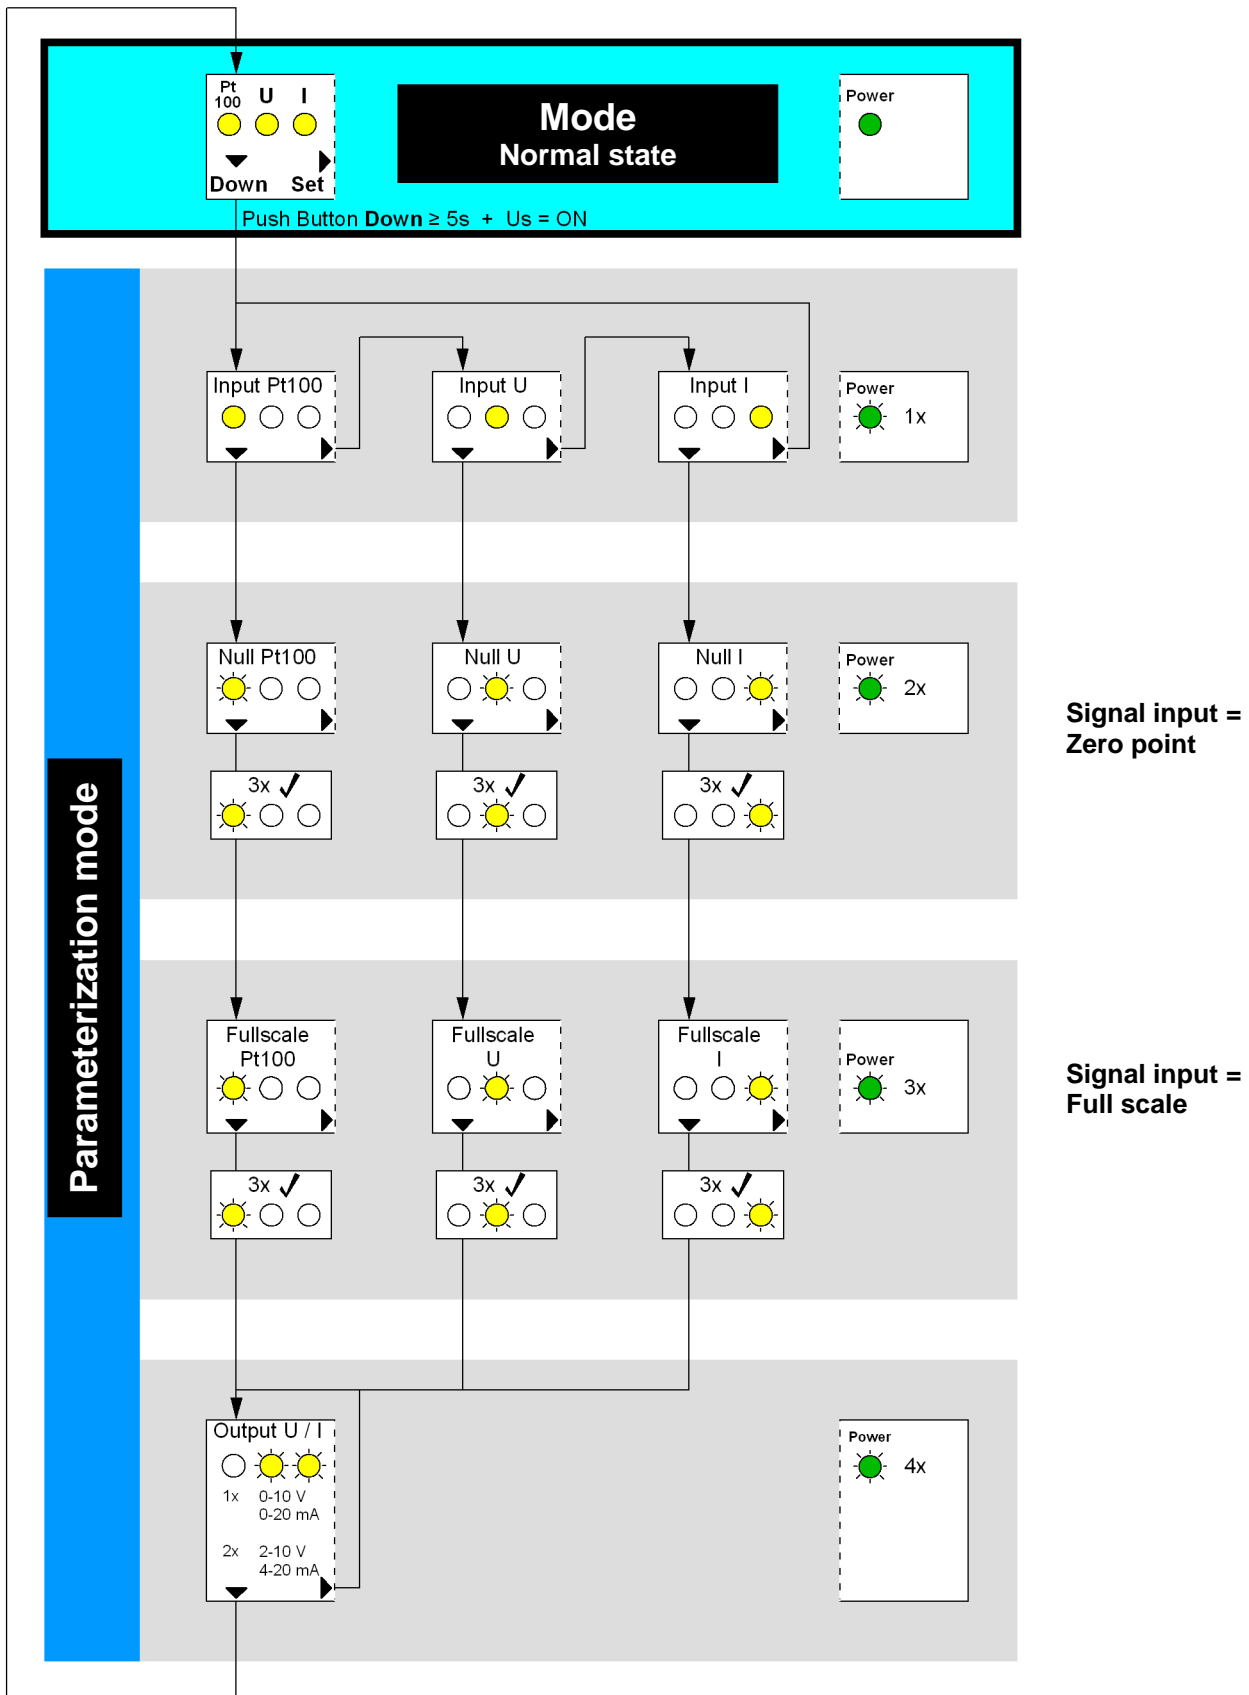 Pt
100 U I
Down Set
Mode
Normal state
Power
Push Button Down ≥ 5s + Us = ON
Parameterization mode
Input Pt100
Input U
Input I
Power
1x
Null Pt100
Null U
Null I
Power
2x
Signal input =
Zero point
3x ✓
3x ✓
3x ✓
Fullscale
Pt100
Fullscale
U
Fullscale
I
Power
3x
Signal input =
Full scale
3x ✓
3x ✓
3x ✓
Output U / I
1x 0-10 V
0-20 mA
2x 2-10 V
4-20 mA
Power
4x